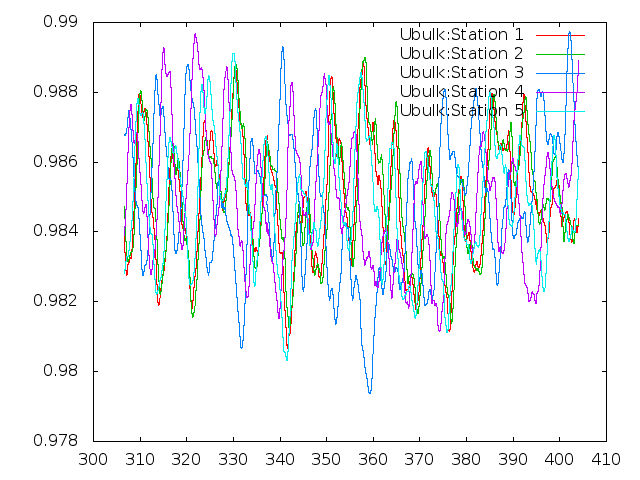 0.99
0.988
0.986
0.984
0.982
0.98
0.978
300 310 320 330 340 350 360 370 380 390 400 410
Ubulk:Station 1
Ubulk:Station 2
Ubulk:Station 3
Ubulk:Station 4
Ubulk:Station 5